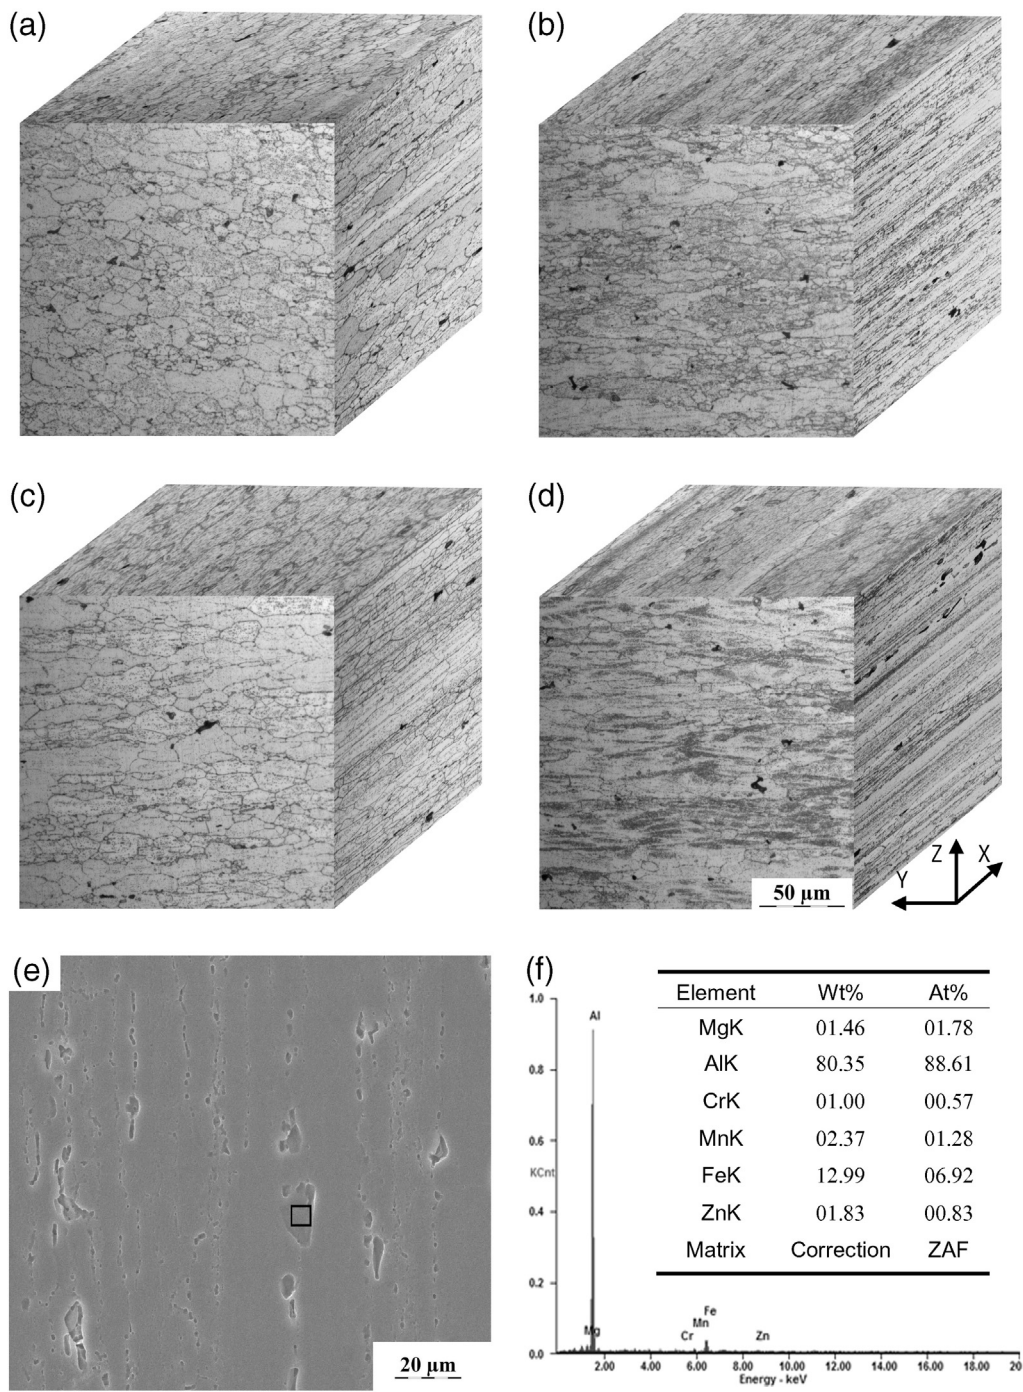 (a)
(b)
(c)
(d)
Z X
Y
50 μm
(e)
20 μm
(f)
Element Wt% At%
MgK 01.46 01.78
AlK 80.35 88.61
CrK 01.00 00.57
MnK 02.37 01.28
FeK 12.99 06.92
ZnK 01.83 00.83
Matrix Correction ZAF
1.0
Al
0.8
0.6
KCnt
0.4
0.2
Fe
Mn
Mg Cr Zn
0.0
2.00 4.00 6.00 8.00 10.00 12.00 14.00 16.00 18.00 20
Energy - keV